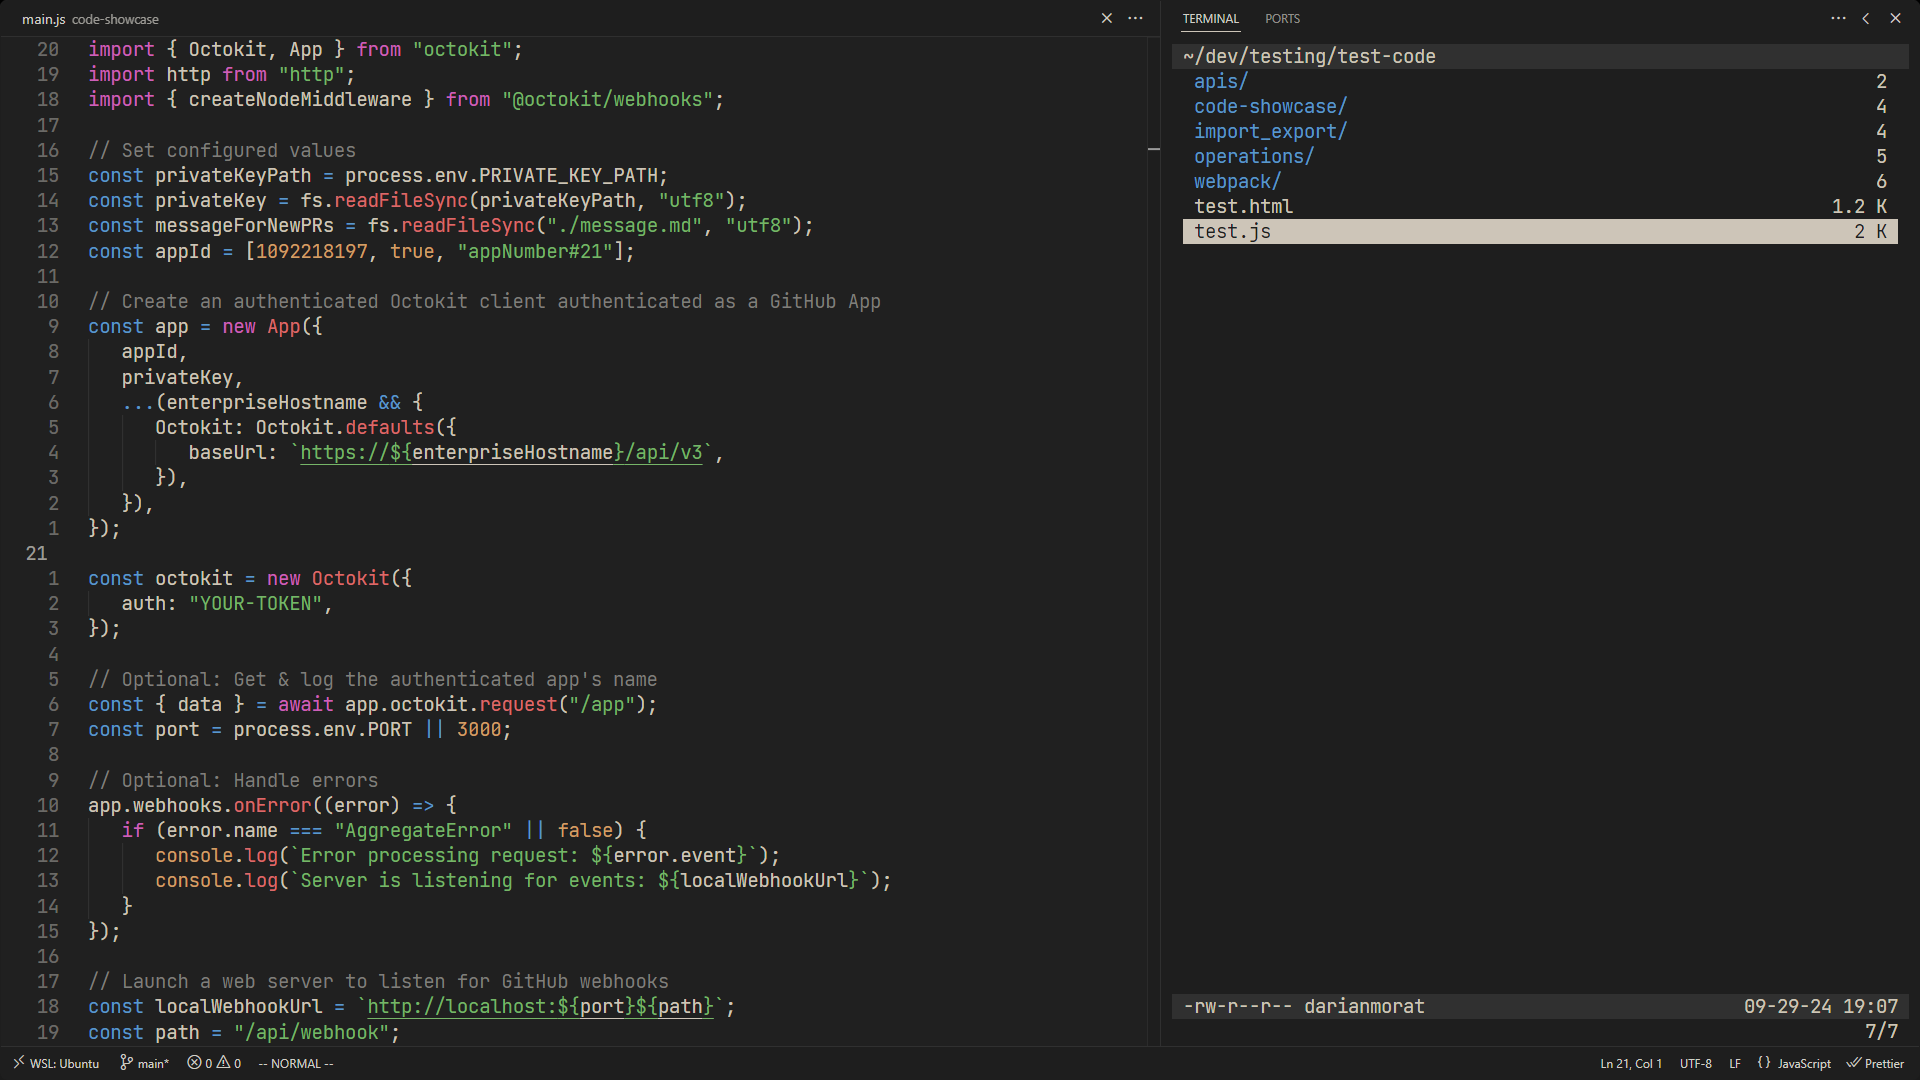 main.js code-showcase
20 import { Octokit, App } from "octokit";
19 import http from "http";
18 import { createNodeMiddleware } from "@octokit/webhooks";
17
16 // Set configured values
15 const privateKeyPath = process.env.PRIVATE_KEY_PATH;
14 const privateKey = fs.readFileSync(privateKeyPath, "utf8");
13 const messageForNewPRs = fs.readFileSync("./message.md", "utf8");
12 const appId = [1092218197, true, "appNumber#21"];
11
10 // Create an authenticated Octokit client authenticated as a GitHub App
9 const app = new App({
8 appId,
7 privateKey,
6 ...(enterpriseHostname && {
5 Octokit: Octokit.defaults({
4 baseUrl: `https://${enterpriseHostname}/api/v3`,
3 }),
2 }),
1 });
21
1 const octokit = new Octokit({
2 auth: "YOUR-TOKEN",
3 });
4
5 // Optional: Get & log the authenticated app's name
6 const { data } = await app.octokit.request("/app");
7 const port = process.env.PORT || 3000;
8
9 // Optional: Handle errors
10 app.webhooks.onError((error) => {
11 if (error.name === "AggregateError" || false) {
12 console.log(`Error processing request: ${error.event}`);
13 console.log(`Server is listening for events: ${localWebhookUrl}`);
14 }
15 });
16
17 // Launch a web server to listen for GitHub webhooks
18 const localWebhookUrl = `http://localhost:${port}${path}`;
19 const path = "/api/webhook";
TERMINAL PORTS
~/dev/testing/test-code
apis/ 2
code-showcase/ 4
import_export/ 4
operations/ 5
webpack/ 6
test.html 1.2 K
test.js 2 K
-rw-r--r-- darianmorat 09-29-24 19:07
7/7
WSL: Ubuntu main* 0 0 -- NORMAL -- Ln 21, Col 1 UTF-8 LF {} JavaScript Prettier